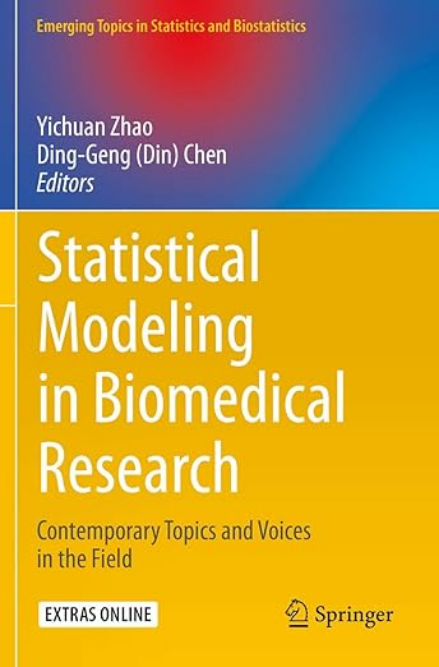 Emerging Topics in Statistics and Biostatistics
Yichuan Zhao
Ding-Geng (Din) Chen
Editors
Statistical
Modeling
in Biomedical
Research
Contemporary Topics and Voices
in the Field
EXTRAS ONLINE
Springer